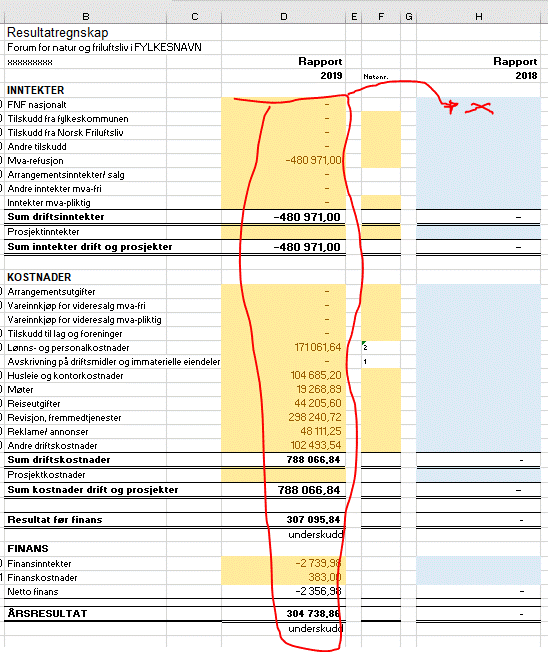 B C D E F G H
Resultatregnskap
Forum for natur og friluftsliv i FYLKESNAVN
xxxxxxxxx Rapport Rapport
2019 Notenr. 2018
INNTEKTER
FNF nasjonalt -
Tilskudd fra fylkeskommunen -
Tilskudd fra Norsk Friluftsliv -
Andre tilskudd -
Mva-refusjon -480 971,00
Arrangementsinntekter/ salg -
Andre inntekter mva-fri -
Inntekter mva-pliktig -
Sum driftsinntekter -480 971,00 -
Prosjektinntekter
Sum inntekter drift og prosjekter -480 971,00 -
KOSTNADER
Arrangementsutgifter -
Vareinnkjøp for videresalg mva-fri -
Vareinnkjøp for videresalg mva-pliktig -
Tilskudd til lag og foreninger -
Lønns- og personalkostnader 171 061,64 2
Avskrivning på driftsmidler og immaterielle eiendeler - 1
Husleie og kontorkostnader 104 685,20
Møter 19 268,89
Reiseutgifter 44 205,60
Revisjon, fremmedtjenester 298 240,72
Reklame/ annonser 48 111,25
Andre driftskostnader 102 493,54
Sum driftskostnader 788 066,84 -
Prosjektkostnader
Sum kostnader drift og prosjekter 788 066,84 -
Resultat før finans 307 095,84 -
underskudd
FINANS
Finansinntekter -2 739,98
Finanskostnader 383,00
Netto finans -2 356,98 -
ÅRSRESULTAT 304 738,86 -
underskudd